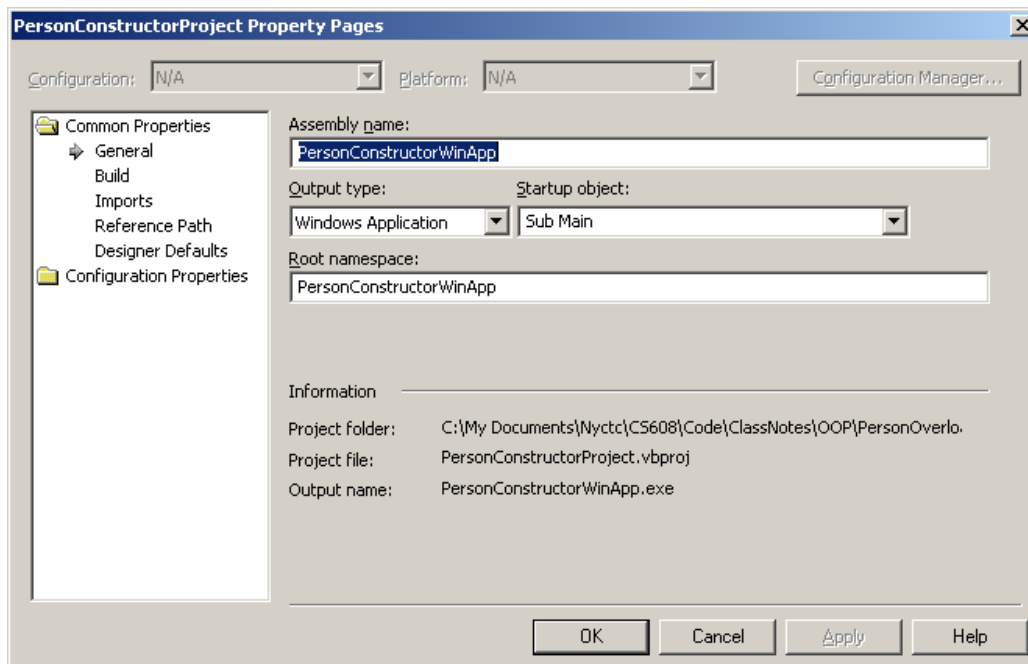 PersonConstructorProject Property Pages
Configuration: N/A Platform: N/A Configuration Manager...
Common Properties
General
Build
Imports
Reference Path
Designer Defaults
Configuration Properties
Assembly name:
PersonConstructorWinApp
Output type: Startup object:
Windows Application Sub Main
Root namespace:
PersonConstructorWinApp
Information
Project folder: C:\My Documents\Nyctc\CS608\Code\ClassNotes\OOP\PersonOverlo.
Project file: PersonConstructorProject.vbproj
Output name: PersonConstructorWinApp.exe
OK Cancel Apply Help